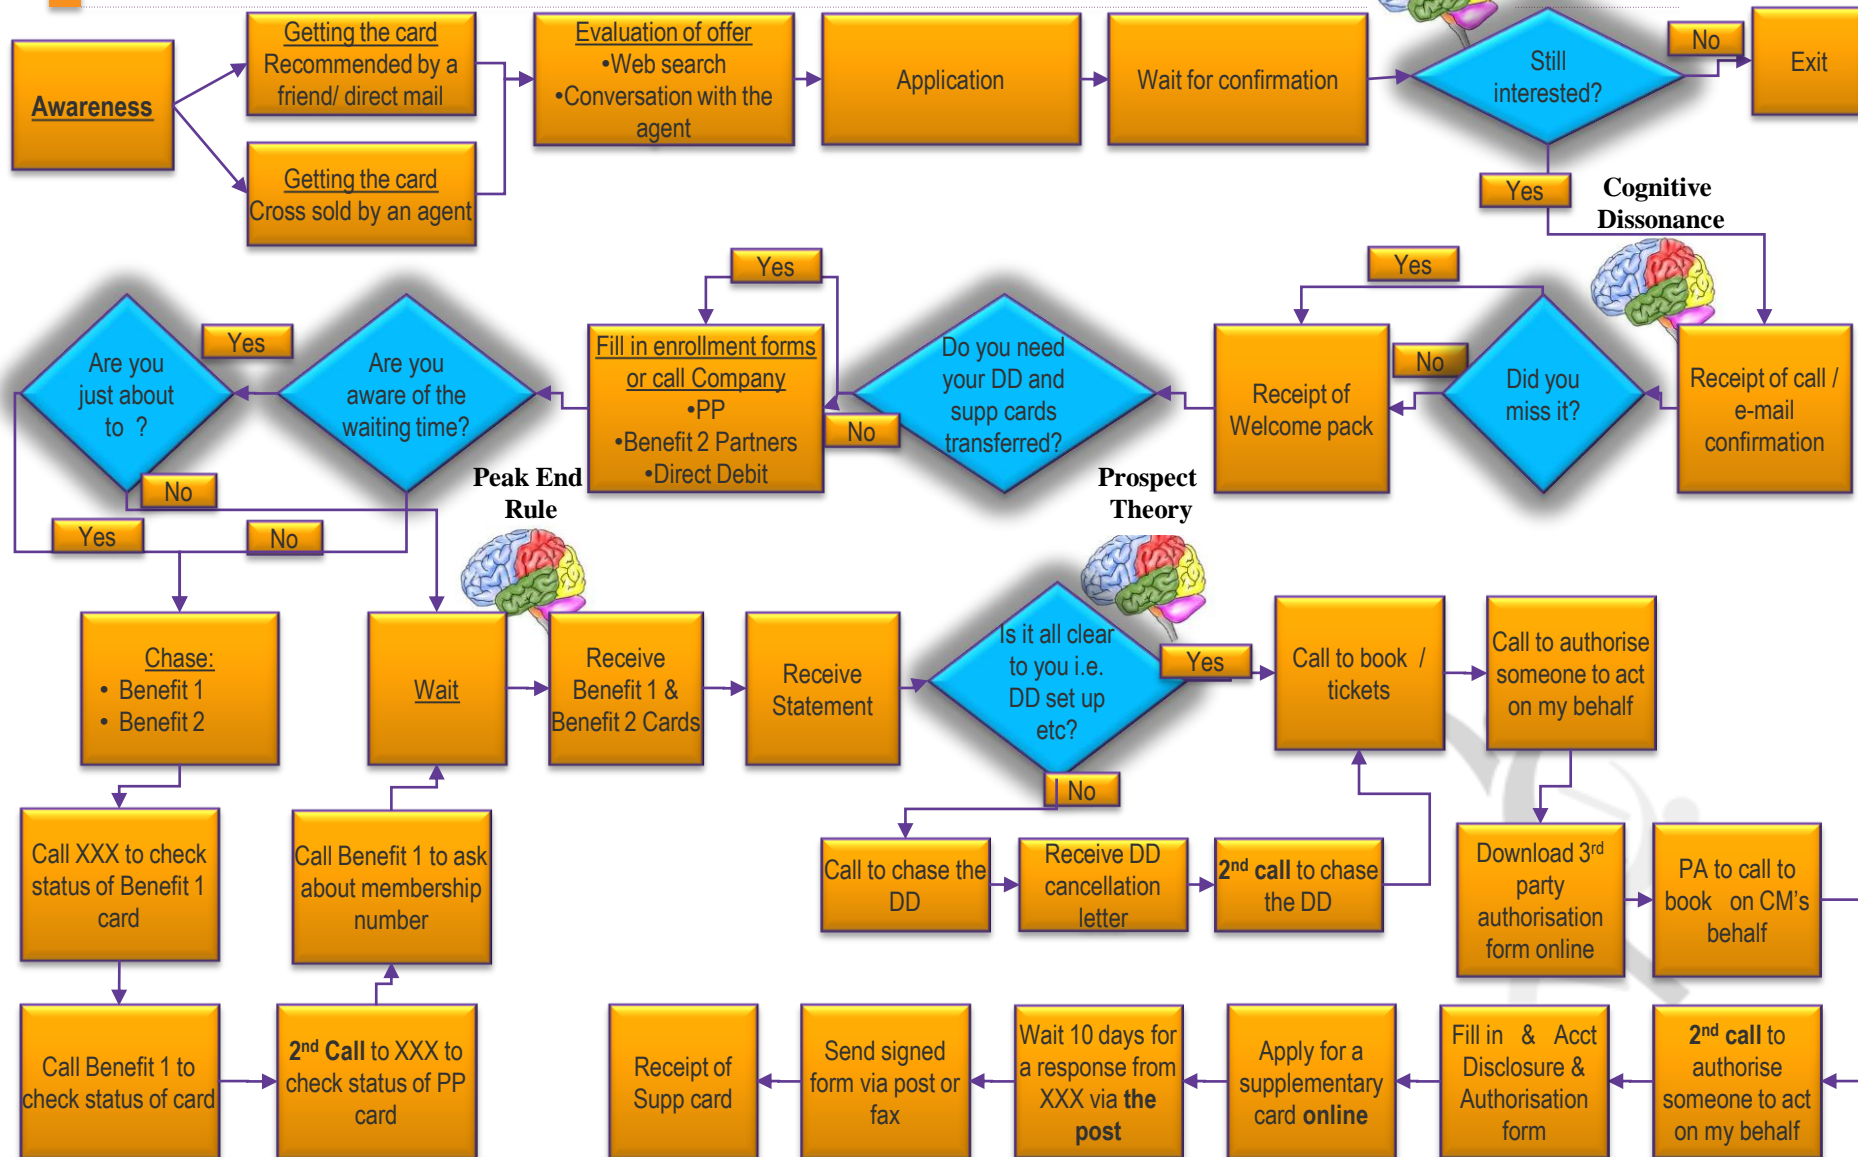 Awareness
Getting the card
Recommended by a
friend/ direct mail
Getting the card
Cross sold by an agent
Evaluation of offer
•Web search
•Conversation with the
agent
Application
Wait for confirmation
Still
interested?
No
Exit
Yes
Cognitive
Dissonance
Receipt of call /
e-mail
confirmation
Did you
miss it?
Yes
No
Receipt of
Welcome pack
Do you need
your DD and
supp cards
transferred?
Yes
No
Fill in enrollment forms
or call Company
•PP
•Benefit 2 Partners
•Direct Debit
Are you
aware of the
waiting time?
Yes
Are you
just about
to ?
No
Yes
No
Peak End
Rule
Prospect
Theory
Chase:
• Benefit 1
• Benefit 2
Wait
Receive
Benefit 1 &
Benefit 2 Cards
Receive
Statement
Is it all clear
to you i.e.
DD set up
etc?
Yes
No
Call to book /
tickets
Call to authorise
someone to act
on my behalf
Call XXX to check
status of Benefit 1
card
Call Benefit 1 to ask
about membership
number
Call to chase the
DD
Receive DD
cancellation
letter
2nd call to chase
the DD
Download 3rd
party
authorisation
form online
PA to call to
book on CM's
behalf
Call Benefit 1 to
check status of card
2nd Call to XXX to
check status of PP
card
Receipt of
Supp card
Send signed
form via post or
fax
Wait 10 days for
a response from
XXX via the
post
Apply for a
supplementary
card online
Fill in & Acct
Disclosure &
Authorisation
form
2nd call to
authorise
someone to act
on my behalf